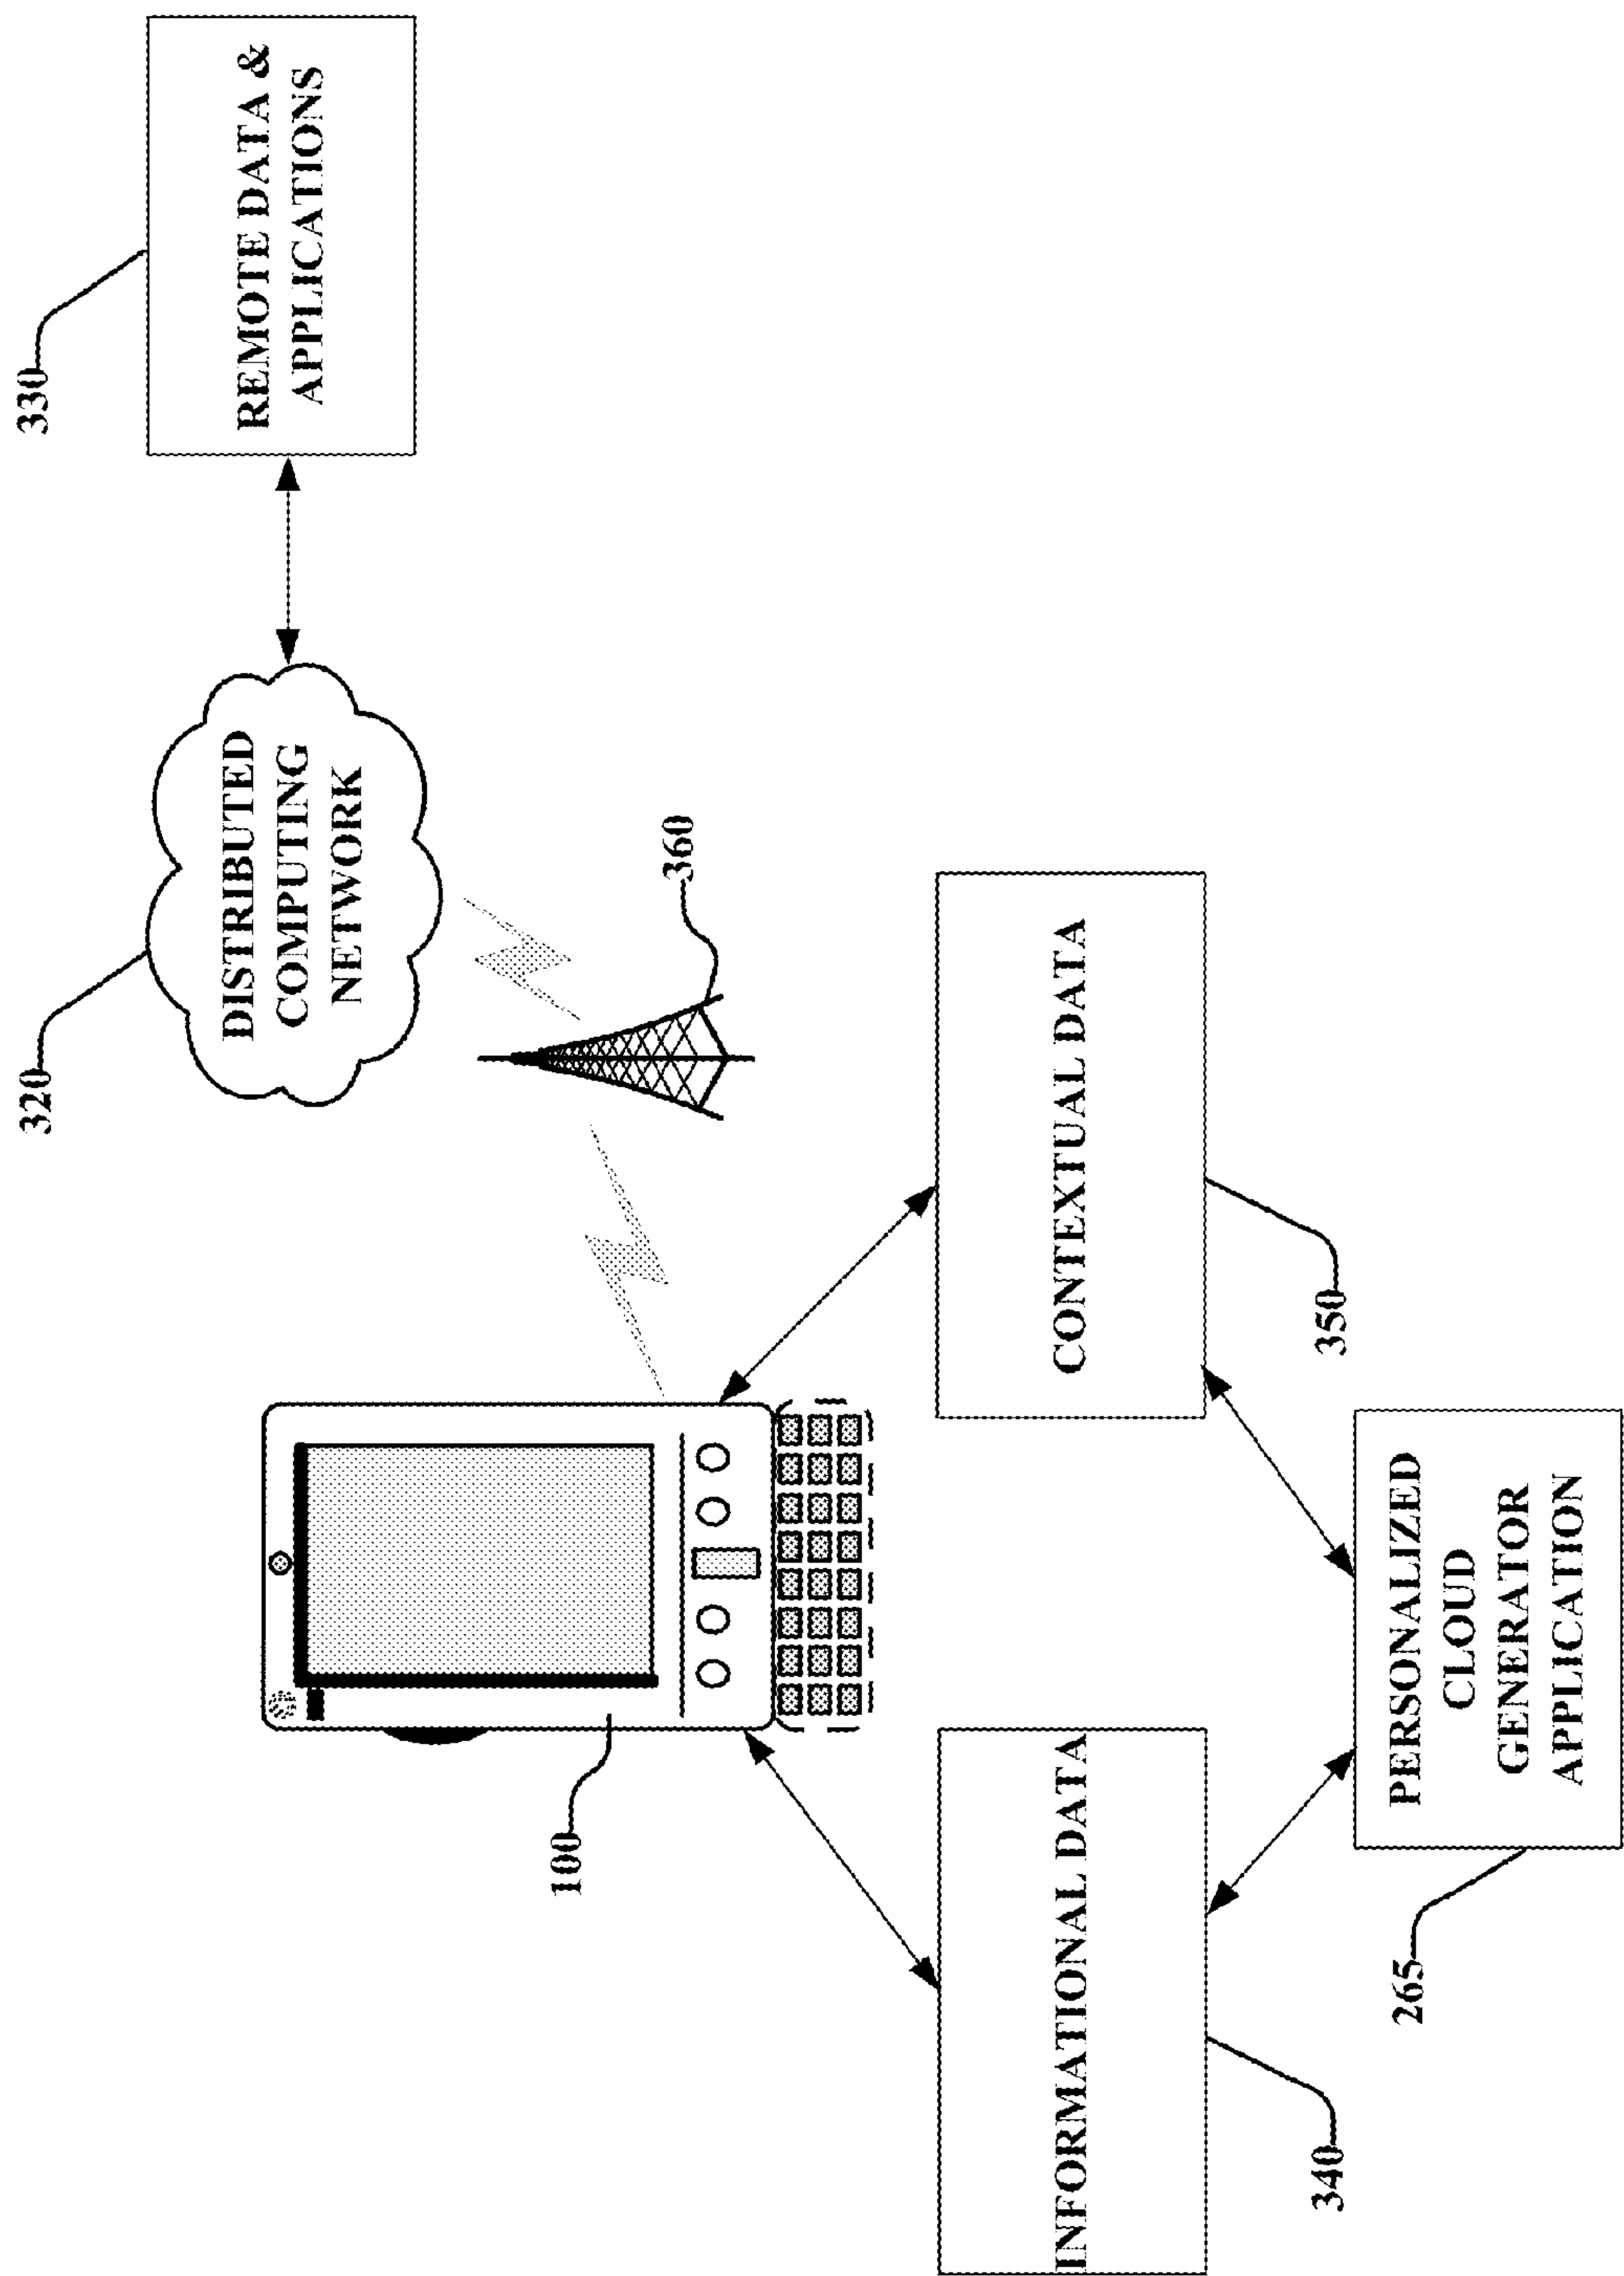 330
REMOTE DATA &
APPLICATIONS
320
DISTRIBUTED
COMPUTING
NETWORK
360
100
CONTEXTUAL DATA
350
INFORMATIONAL DATA
340
PERSONALIZED
CLOUD
GENERATOR
APPLICATION
265